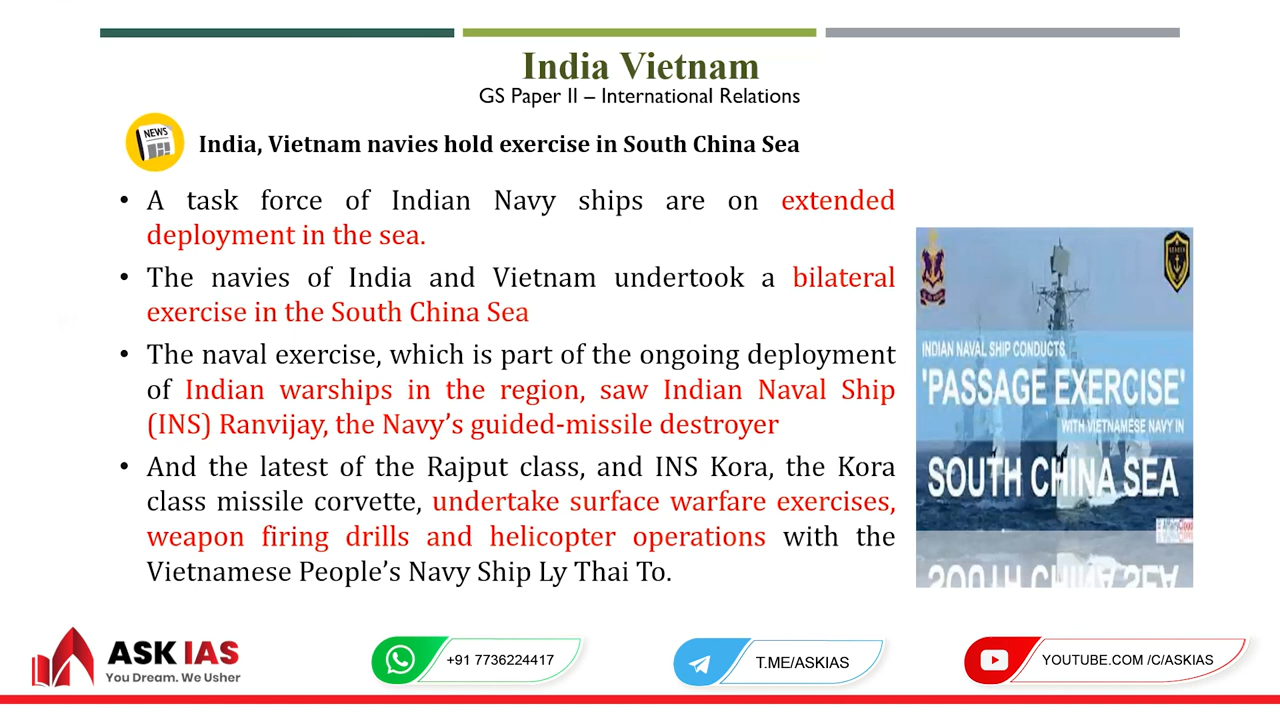 India Vietnam
GS Paper II – International Relations
NEWS
India, Vietnam navies hold exercise in South China Sea
• A task force of Indian Navy ships are on extended
deployment in the sea.
• The navies of India and Vietnam undertook a bilateral
exercise in the South China Sea
• The naval exercise, which is part of the ongoing deployment
of Indian warships in the region, saw Indian Naval Ship
(INS) Ranvijay, the Navy’s guided-missile destroyer
• And the latest of the Rajput class, and INS Kora, the Kora
class missile corvette, undertake surface warfare exercises,
weapon firing drills and helicopter operations with the
Vietnamese People’s Navy Ship Ly Thai To.
INDIAN NAVAL SHIP CONDUCTS
'PASSAGE EXERCISE'
WITH VIETNAMESE NAVY IN
SOUTH CHINA SEA
ASK IAS
You Dream. We Usher
+91 7736224417
T.ME/ASKIAS
YOUTUBE.COM /C/ASKIAS